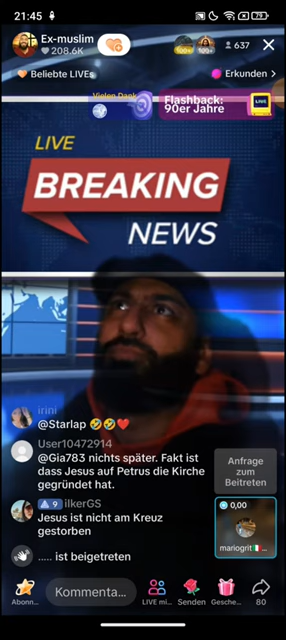 21:45 79
Ex-muslim
208.6K
100+ 100+ 637
Beliebte LIVEs Erkunden >
Vielen Dank
Flashback:
90er Jahre
LIVE
LIVE
BREAKING
NEWS
irini
@Starlap 🤣🤣❤️
User10472914
@Gia783 nichts später. Fakt ist
dass Jesus auf Petrus die Kirche
gegründet hat.
Anfrage
zum
Beitreten
9 ilkerGS
Jesus ist nicht am Kreuz
gestorben
0,00
mariogrit🇮🇹...
..... ist beigetreten
Kommenta...
Abonn... LIVE mi... Senden Gesche... 80